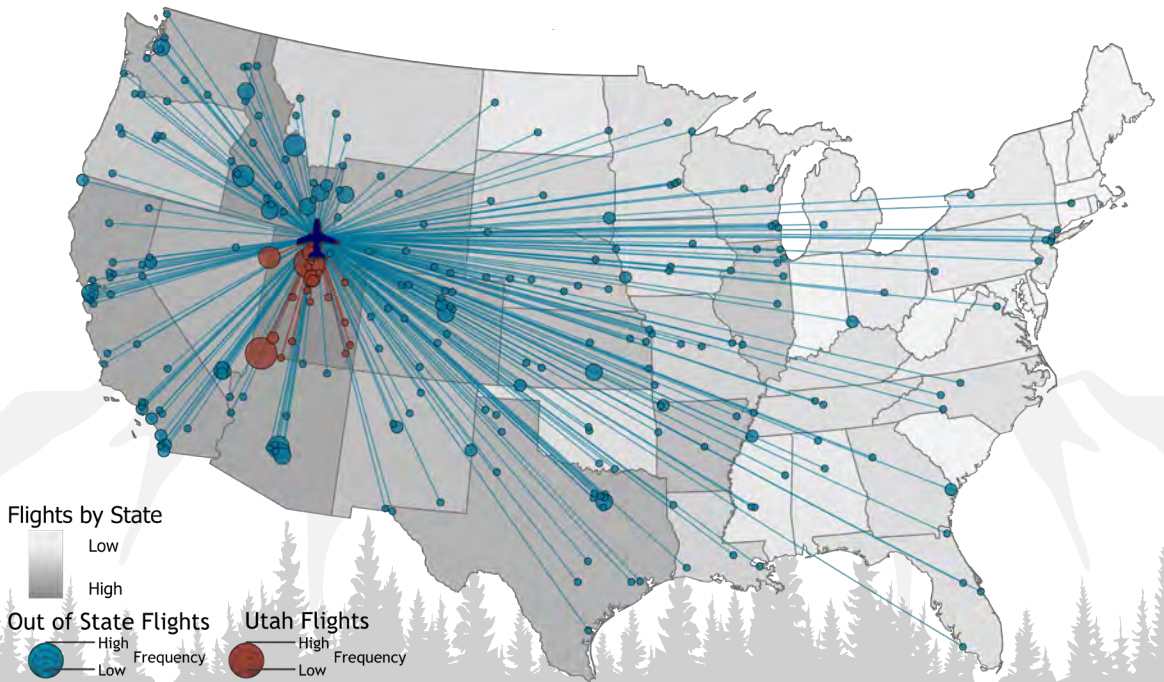 Flights by State
Low
High
Out of State Flights
High
Frequency
Low
Utah Flights
High
Frequency
Low